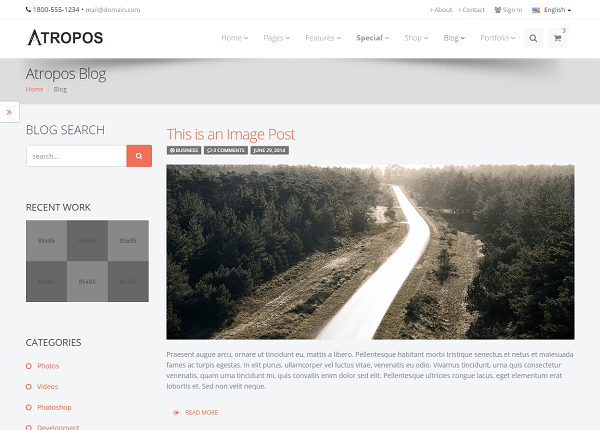 1800-555-1234 • mail@domain.com
About Contact Sign In English
ATROPOS
Home Pages Features Special Shop Blog Portfolio 3
Atropos Blog
Home Blog
BLOG SEARCH
search...
RECENT WORK
85x85 85x85 85x85
85x85 85x85 85x85
CATEGORIES
Photos
Videos
Photoshop
Development
This is an Image Post
BUSINESS 3 COMMENTS JUNE 29, 2014
Praesent augue arcu, ornare ut tincidunt eu, mattis a libero. Pellentesque habitant morbi tristique senectus et netus et malesuada
fames ac turpis egestas. In elit purus, ullamcorper vel luctus vitae, venenatis eu odio. Vivamus tincidunt, urna quis consectetur
venenatis, quam urna tincidunt mi, quis convallis enim dolor sed elit. Pellentesque ultricies congue lacus, eget elementum erat
lobortis et. Sed non velit neque.
READ MORE